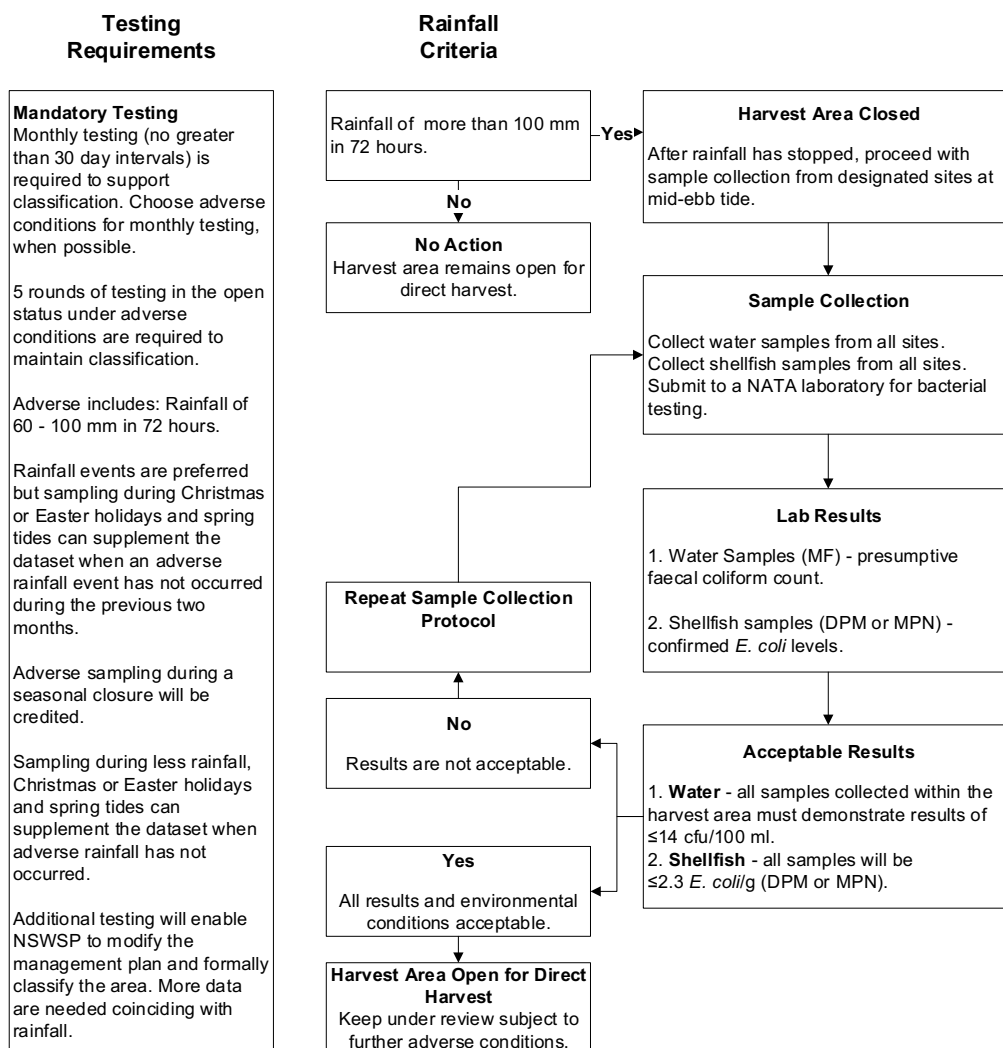 Testing
Requirements
Mandatory Testing
Monthly testing (no greater
than 30 day intervals) is
required to support
classification. Choose adverse
conditions for monthly testing,
when possible.
5 rounds of testing in the open
status under adverse
conditions are required to
maintain classification.
Adverse includes: Rainfall of
60 - 100 mm in 72 hours.
Rainfall events are preferred
but sampling during Christmas
or Easter holidays and spring
tides can supplement the
dataset when an adverse
rainfall event has not occurred
during the previous two
months.
Adverse sampling during a
seasonal closure will be
credited.
Sampling during less rainfall,
Christmas or Easter holidays
and spring tides can
supplement the dataset when
adverse rainfall has not
occurred.
Additional testing will enable
NSWSP to modify the
management plan and formally
classify the area. More data
are needed coinciding with
rainfall.
Rainfall
Criteria
Rainfall of more than 100 mm
in 72 hours.
Yes
No
No Action
Harvest area remains open for
direct harvest.
Harvest Area Closed
After rainfall has stopped, proceed with
sample collection from designated sites at
mid-ebb tide.
Sample Collection
Collect water samples from all sites.
Collect shellfish samples from all sites.
Submit to a NATA laboratory for bacterial
testing.
Lab Results
1. Water Samples (MF) - presumptive
faecal coliform count.
2. Shellfish samples (DPM or MPN) -
confirmed E. coli levels.
Acceptable Results
1. Water - all samples collected within the
harvest area must demonstrate results of
≤14 cfu/100 ml.
2. Shellfish - all samples will be
≤2.3 E. coli/g (DPM or MPN).
Repeat Sample Collection
Protocol
No
Results are not acceptable.
Yes
All results and environmental
conditions acceptable.
Harvest Area Open for Direct
Harvest
Keep under review subject to
further adverse conditions.